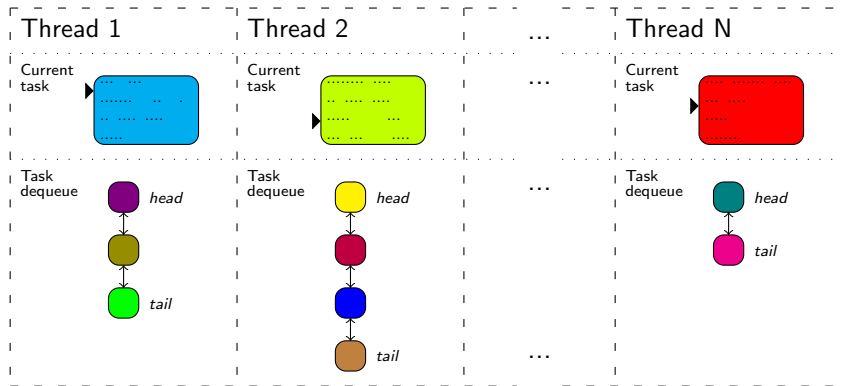 Thread 1
Thread 2
...
Thread N
Current
task
Current
task
...
Current
task
Task
dequeue
head
tail
Task
dequeue
head
tail
...
...
Task
dequeue
head
tail